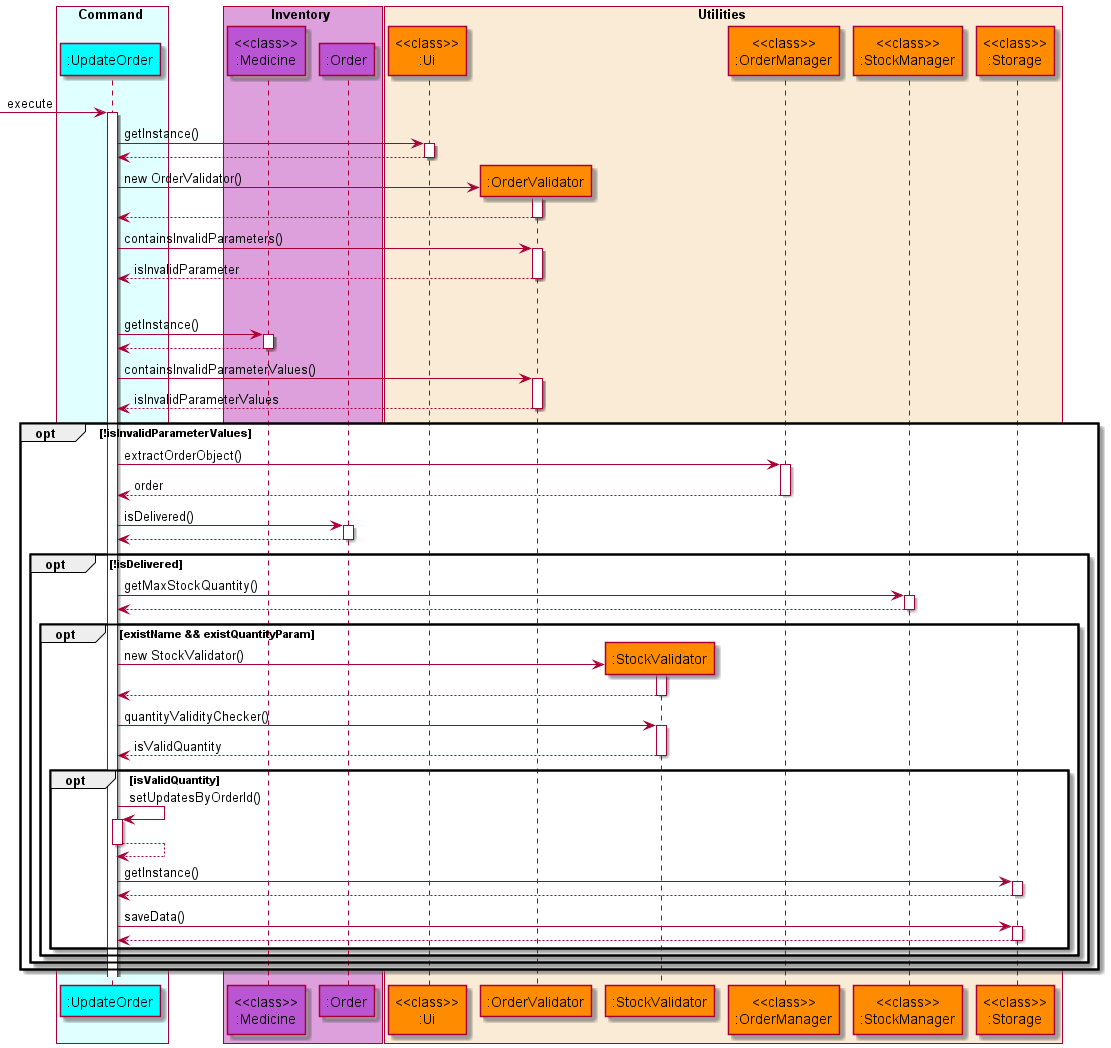 Command Inventory Utilities
<<class>> <<class>> <<class>> <<class>> <<class>>
:UpdateOrder :Medicine :Order :Ui :OrderManager :StockManager :Storage
execute
getInstance()
new OrderValidator() :OrderValidator
containsInvalidParameters()
isInvalidParameter
getInstance()
containsInvalidParameterValues()
isInvalidParameterValues
opt [!isInvalidParameterValues]
extractOrderObject()
order
isDelivered()
opt [!isDelivered]
getMaxStockQuantity()
opt [existName && existQuantityParam]
new StockValidator() :StockValidator
quantityValidityChecker()
isValidQuantity
opt [isValidQuantity]
setUpdatesByOrderId()
getInstance()
saveData()
:UpdateOrder <<class>> :Order <<class>> :OrderValidator :StockValidator <<class>> <<class>> <<class>>
:Medicine :Ui :OrderManager :StockManager :Storage